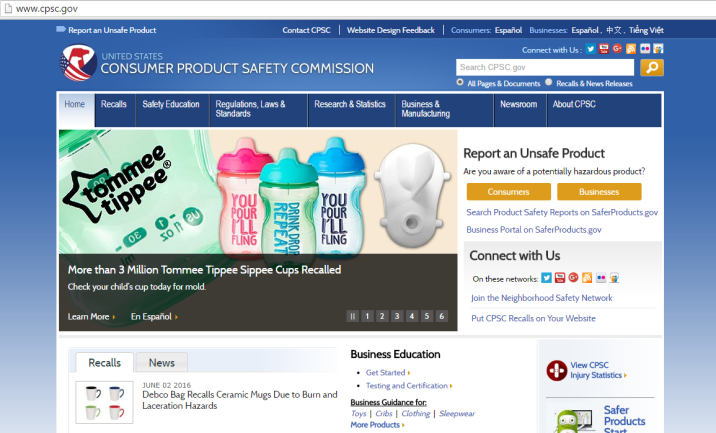 www.cpsc.gov
Report an Unsafe Product
Contact CPSC | Website Design Feedback | Consumers: Español Businesses: Español , 中文 , Tiếng Việt
Connect with Us :
UNITED STATES
CONSUMER PRODUCT SAFETY COMMISSION
Search CPSC.gov
All Pages & Documents Recalls & News Releases
Home Recalls Safety Education Regulations, Laws & Standards Research & Statistics Business & Manufacturing Newsroom About CPSC
tommee
tippee®
YOU
POUR
I'LL
FLING
DRINK DROP
REPEAT
YOU
POUR
I'LL
FLING
30
US
fl oz
More than 3 Million Tommee Tippee Sippee Cups Recalled
Check your child's cup today for mold.
Learn More En Español
1 2 3 4 5 6
Report an Unsafe Product
Are you aware of a potentially hazardous product?
Consumers Businesses
Search Product Safety Reports on SaferProducts.gov
Business Portal on SaferProducts.gov
Connect with Us
On these networks:
Join the Neighborhood Safety Network
Put CPSC Recalls on Your Website
Recalls News
JUNE 02 2016
Debco Bag Recalls Ceramic Mugs Due to Burn and
Laceration Hazards
Business Education
Get Started
Testing and Certification
Business Guidance for:
Toys | Cribs | Clothing | Sleepwear
More Products
View CPSC
Injury Statistics
Safer
Products
Start